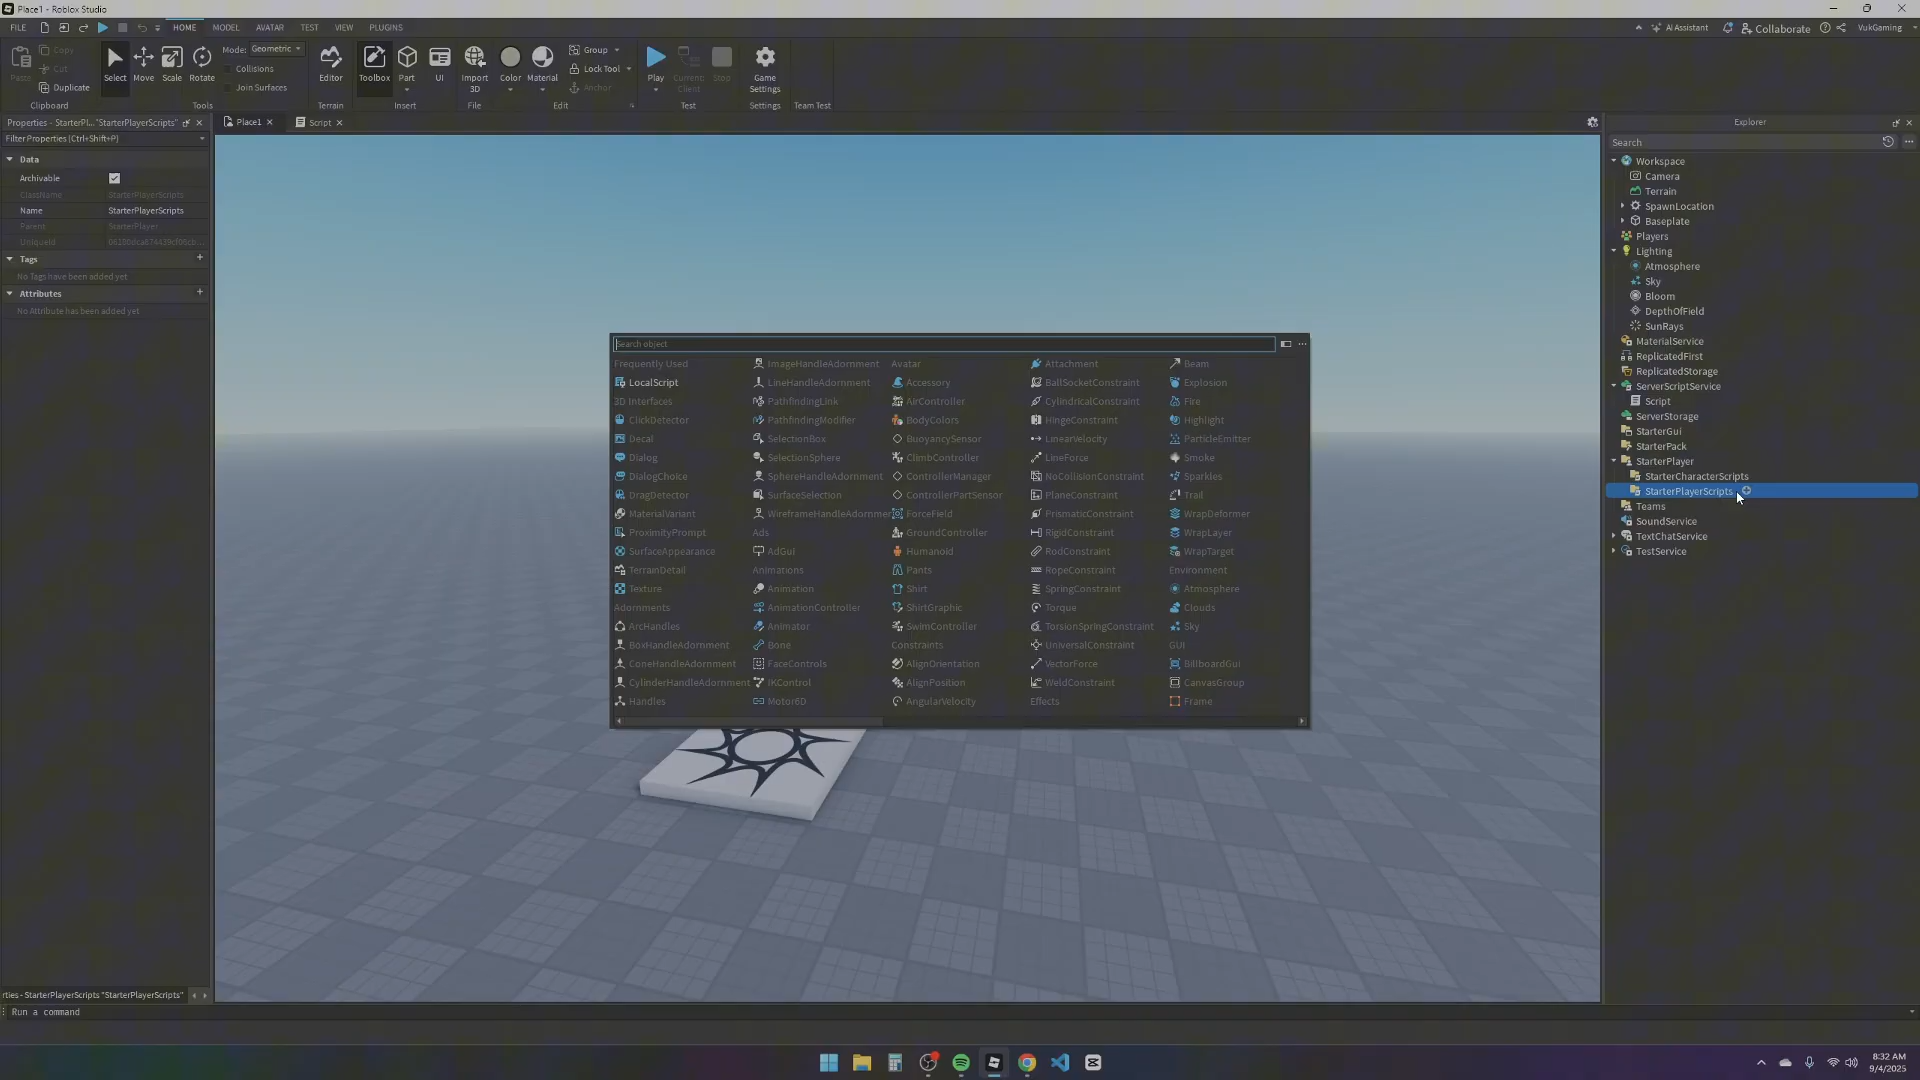 Place1 - Roblox Studio
FILE
HOME MODEL AVATAR TEST VIEW PLUGINS
AI Assistant Collaborate VukGaming
Paste Copy Cut Duplicate
Clipboard
Select Move Scale Rotate
Mode: Geometric
Collisions
Join Surfaces
Tools
Editor
Terrain
Toolbox Part UI
Insert
Import 3D
File
Color Material
Group
Lock Tool
Anchor
Edit
Play Current Client Stop
Test
Game Settings
Settings
Team Test
Properties - StarterPl..."StarterPlayerScripts"
Filter Properties (Ctrl+Shift+P)
Data
Archivable
ClassName StarterPlayerScripts
Name StarterPlayerScripts
Parent StarterPlayer
UniqueId
Tags
No Tags have been added yet
Attributes
No Attribute has been added yet
rties - StarterPlayerScripts "StarterPlayerScripts"
Place1
Script
Search object
Frequently Used
LocalScript
3D Interfaces
ClickDetector
Decal
Dialog
DialogChoice
DragDetector
MaterialVariant
ProximityPrompt
SurfaceAppearance
TerrainDetail
Texture
Adornments
ArcHandles
BoxHandleAdornment
ConeHandleAdornment
CylinderHandleAdornment
Handles
ImageHandleAdornment
LineHandleAdornment
PathfindingLink
PathfindingModifier
SelectionBox
SelectionSphere
SphereHandleAdornment
SurfaceSelection
WireframeHandleAdornmer
Ads
AdGui
Animations
Animation
AnimationController
Animator
Bone
FaceControls
IKControl
Motor6D
Avatar
Accessory
AirController
BodyColors
BuoyancySensor
ClimbController
ControllerManager
ControllerPartSensor
ForceField
GroundController
Humanoid
Pants
Shirt
ShirtGraphic
SwimController
Constraints
AlignOrientation
AlignPosition
AngularVelocity
Attachment
BallSocketConstraint
CylindricalConstraint
HingeConstraint
LinearVelocity
LineForce
NoCollisionConstraint
PlaneConstraint
PrismaticConstraint
RigidConstraint
RodConstraint
RopeConstraint
SpringConstraint
Torque
TorsionSpringConstraint
UniversalConstraint
VectorForce
WeldConstraint
Effects
Beam
Explosion
Fire
Highlight
ParticleEmitter
Smoke
Sparkles
Trail
WrapDeformer
WrapLayer
WrapTarget
Environment
Atmosphere
Clouds
Sky
GUI
BillboardGui
CanvasGroup
Frame
Explorer
Search
Workspace
Camera
Terrain
SpawnLocation
Baseplate
Players
Lighting
Atmosphere
Sky
Bloom
DepthOfField
SunRays
MaterialService
ReplicatedFirst
ReplicatedStorage
ServerScriptService
Script
ServerStorage
StarterGui
StarterPack
StarterPlayer
StarterCharacterScripts
StarterPlayerScripts
Teams
SoundService
TextChatService
TestService
Run a command
8:32 AM
9/4/2025